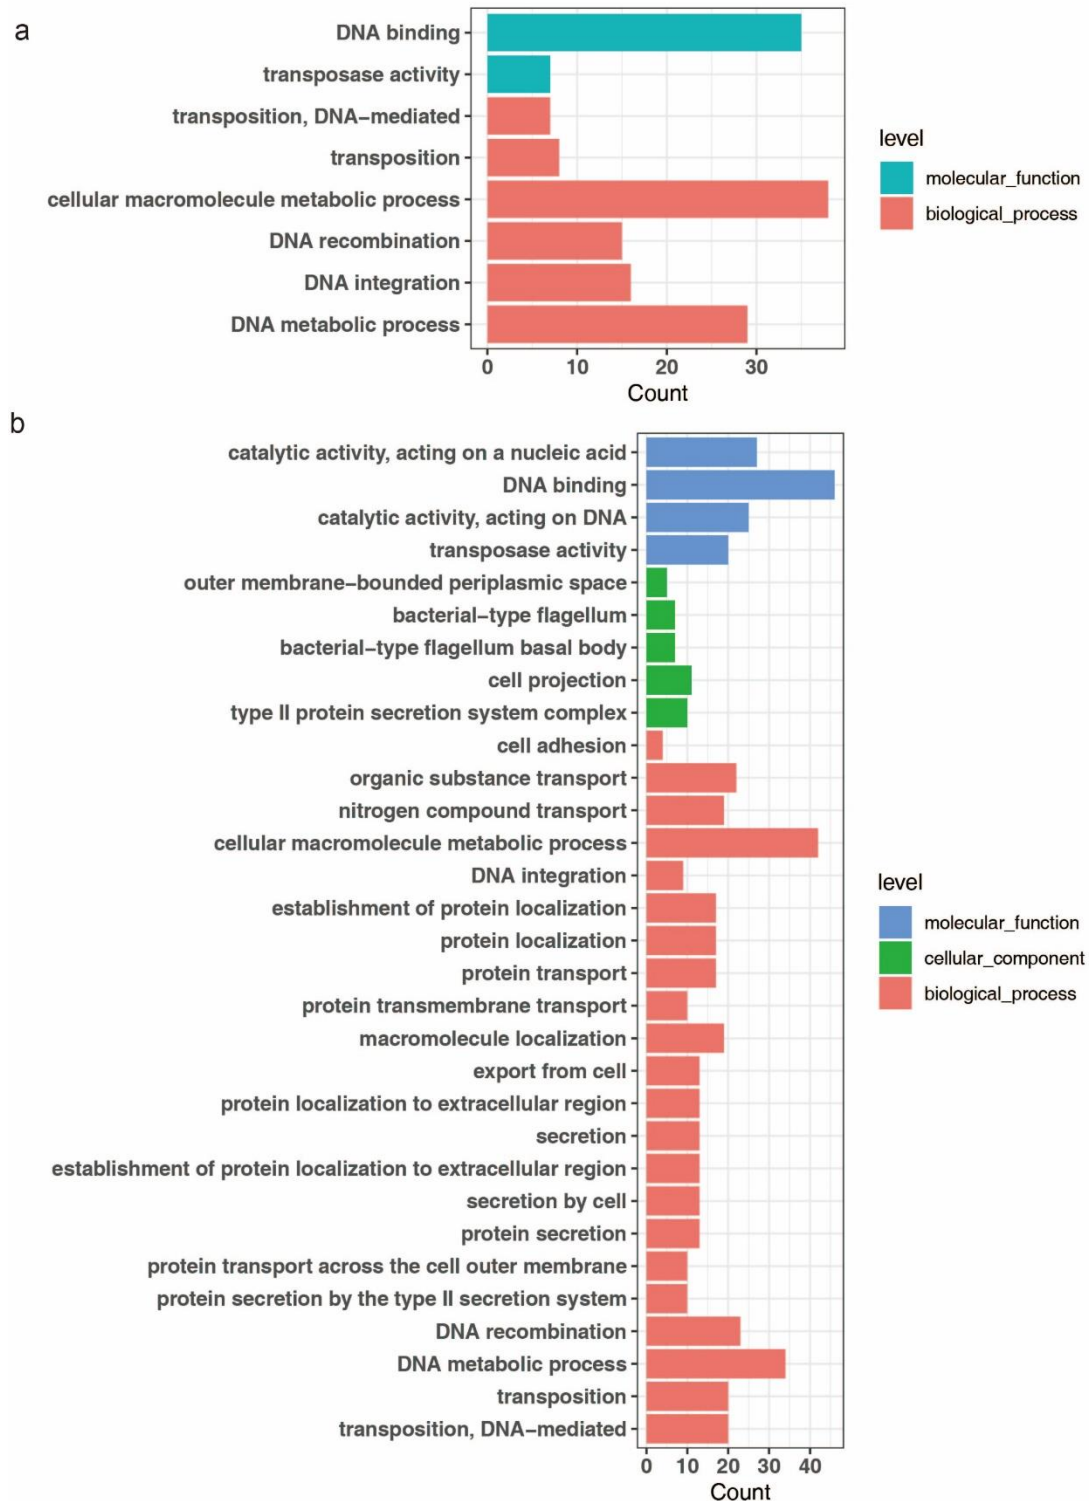 a
DNA binding
transposase activity
transposition, DNA−mediated
transposition
cellular macromolecule metabolic process
DNA recombination
DNA integration
DNA metabolic process
0 10 20 30
Count
level
molecular_function
biological_process
b
catalytic activity, acting on a nucleic acid
DNA binding
catalytic activity, acting on DNA
transposase activity
outer membrane−bounded periplasmic space
bacterial−type flagellum
bacterial−type flagellum basal body
cell projection
type II protein secretion system complex
cell adhesion
organic substance transport
nitrogen compound transport
cellular macromolecule metabolic process
DNA integration
establishment of protein localization
protein localization
protein transport
protein transmembrane transport
macromolecule localization
export from cell
protein localization to extracellular region
secretion
establishment of protein localization to extracellular region
secretion by cell
protein secretion
protein transport across the cell outer membrane
protein secretion by the type II secretion system
DNA recombination
DNA metabolic process
transposition
transposition, DNA−mediated
0 10 20 30 40
Count
level
molecular_function
cellular_component
biological_process